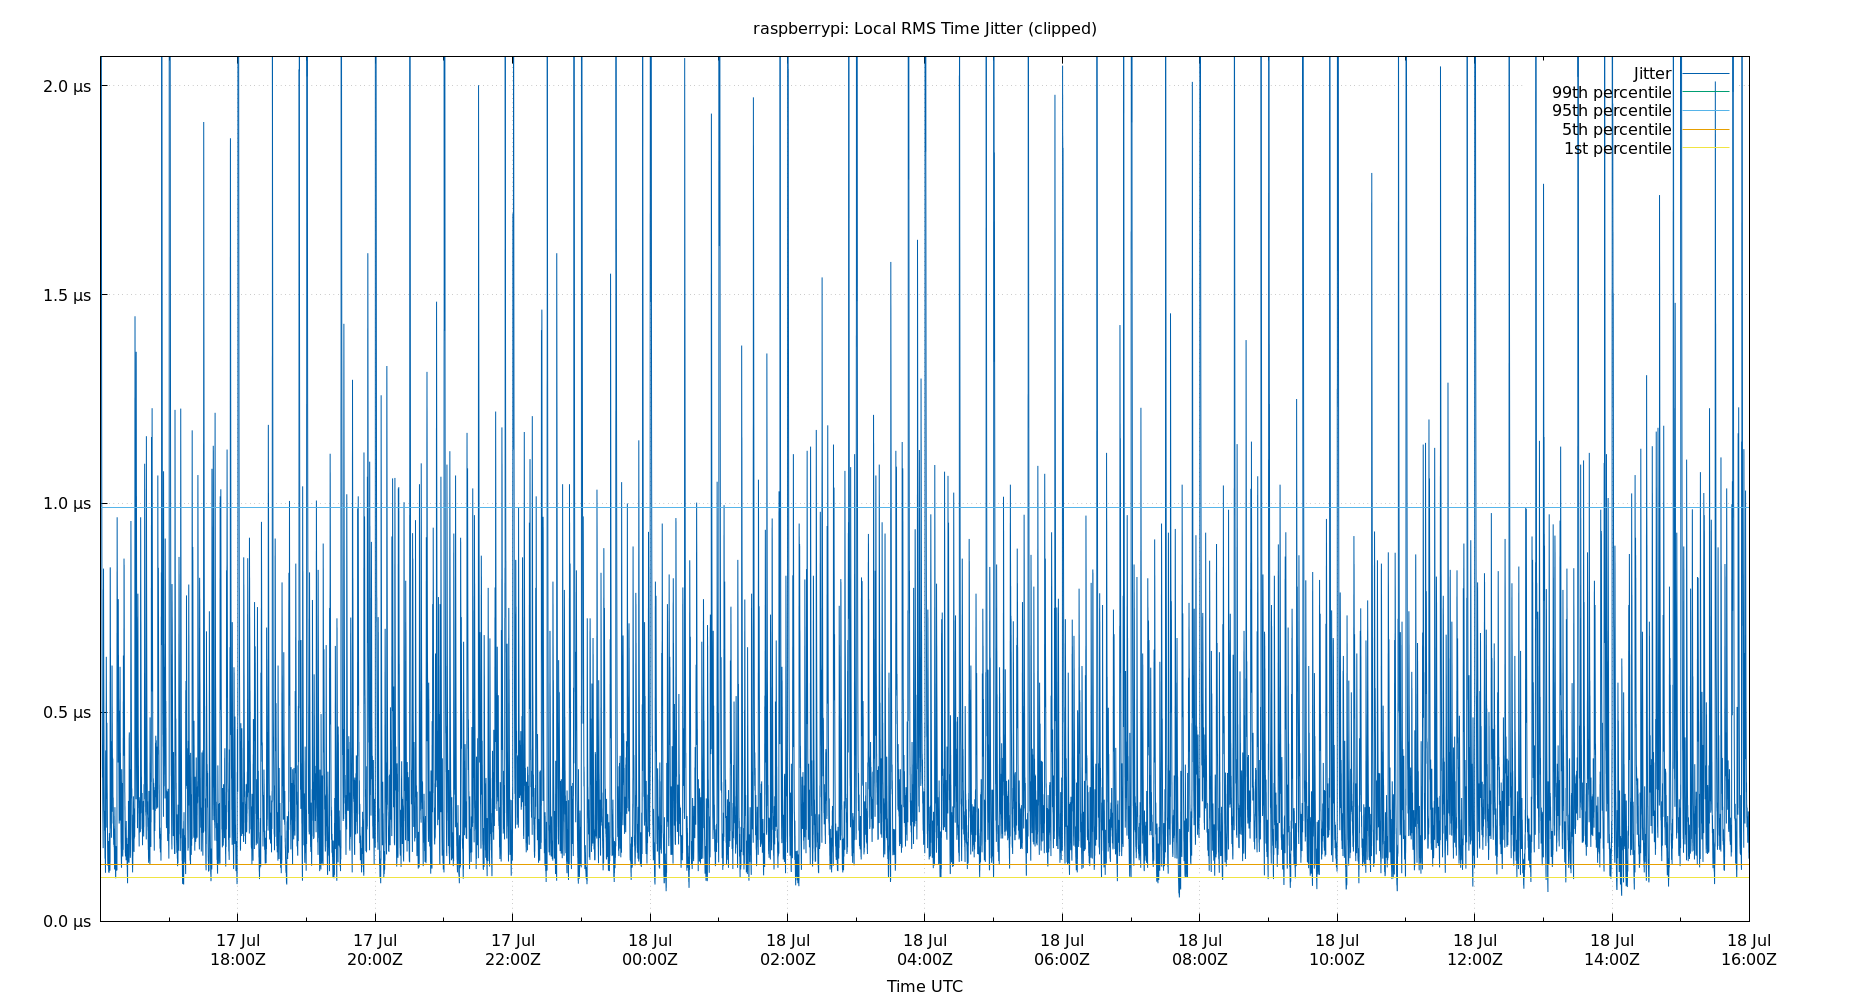 raspberrypi: Local RMS Time Jitter (clipped)
2.0 µs
1.5 µs
1.0 µs
0.5 µs
0.0 µs
Jitter
99th percentile
95th percentile
5th percentile
1st percentile
17 Jul
18:00Z
17 Jul
20:00Z
17 Jul
22:00Z
18 Jul
00:00Z
18 Jul
02:00Z
18 Jul
04:00Z
18 Jul
06:00Z
18 Jul
08:00Z
18 Jul
10:00Z
18 Jul
12:00Z
18 Jul
14:00Z
18 Jul
16:00Z
Time UTC